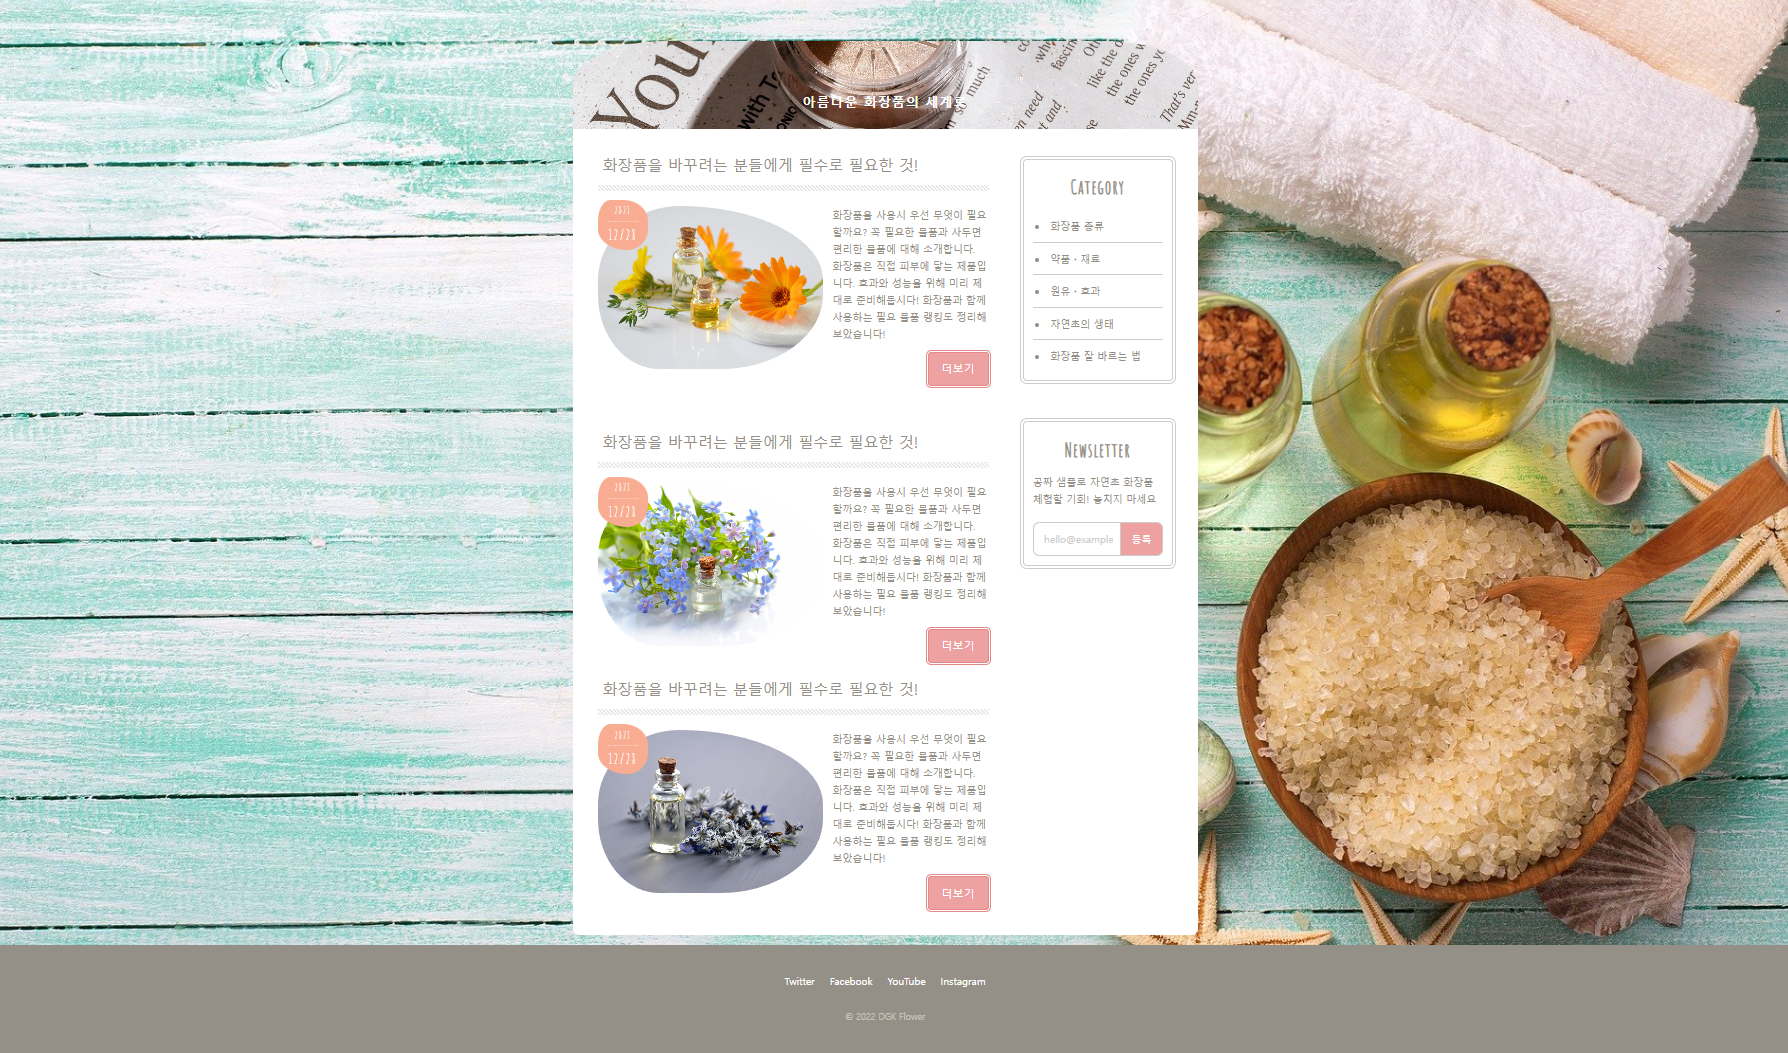 You
With To
ONIC
so much
en need
and
se
like the
the ones
the ones yo
fascin
That's ver
아름다운 화장품의 세계로
화장품을 바꾸려는 분들에게 필수로 필요한 것!
2021
12/28
화장품을 사용시 우선 무엇이 필요
할까요? 꼭 필요한 물품과 사두면
편리한 물품에 대해 소개합니다.
화장품은 직접 피부에 닿는 제품입
니다. 효과와 성능을 위해 미리 제
대로 준비해둡시다! 화장품과 함께
사용하는 필요 물품 랭킹도 정리해
보았습니다!
더보기
화장품을 바꾸려는 분들에게 필수로 필요한 것!
2021
12/28
화장품을 사용시 우선 무엇이 필요
할까요? 꼭 필요한 물품과 사두면
편리한 물품에 대해 소개합니다.
화장품은 직접 피부에 닿는 제품입
니다. 효과와 성능을 위해 미리 제
대로 준비해둡시다! 화장품과 함께
사용하는 필요 물품 랭킹도 정리해
보았습니다!
더보기
화장품을 바꾸려는 분들에게 필수로 필요한 것!
2021
12/28
화장품을 사용시 우선 무엇이 필요
할까요? 꼭 필요한 물품과 사두면
편리한 물품에 대해 소개합니다.
화장품은 직접 피부에 닿는 제품입
니다. 효과와 성능을 위해 미리 제
대로 준비해둡시다! 화장품과 함께
사용하는 필요 물품 랭킹도 정리해
보았습니다!
더보기
Category
화장품 종류
약품 · 재료
원유 · 효과
자연초의 생태
화장품 잘 바르는 법
Newsletter
공짜 샘플로 자연초 화장품
체험할 기회! 놓치지 마세요
hello@example
등록
Twitter Facebook YouTube Instagram
© 2022 DGK Flower